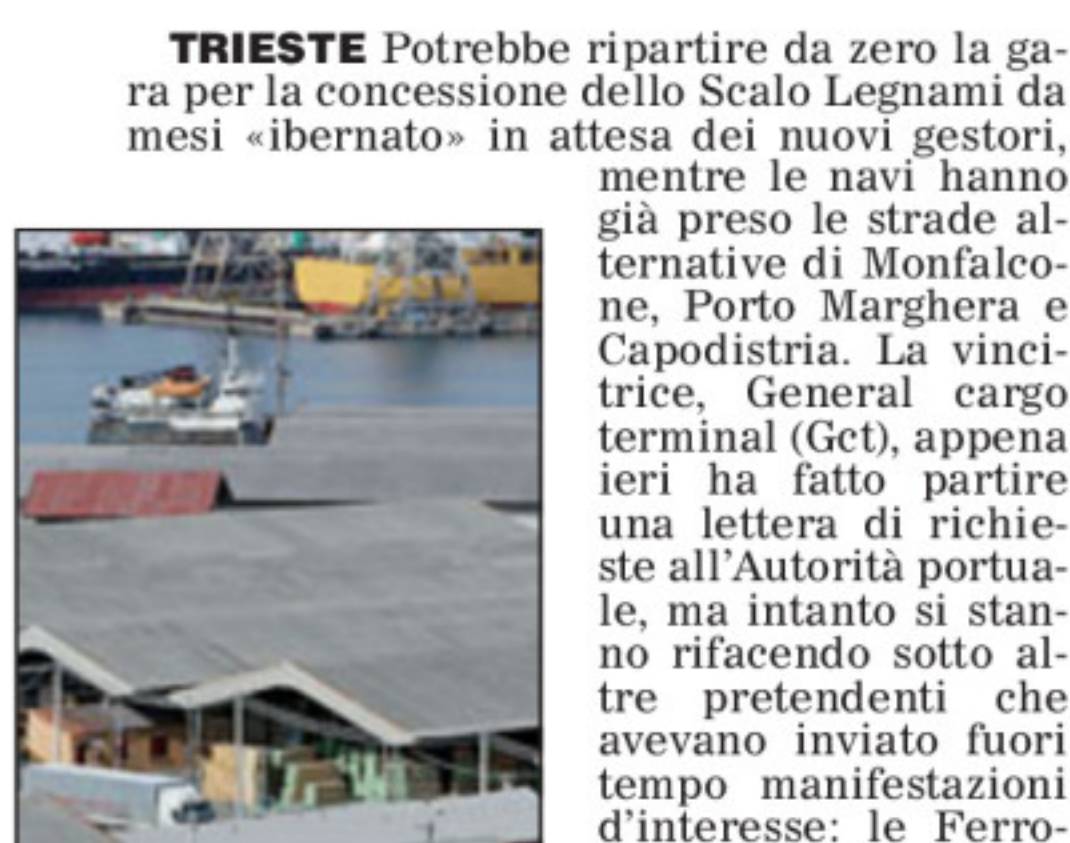 TRIESTE Potrebbe ripartire da zero la ga-
ra per la concessione dello Scalo Legnami da
mesi «ibernato» in attesa dei nuovi gestori,
mentre le navi hanno
già preso le strade al-
ternative di Monfalco-
ne, Porto Marghera e
Capodistria. La vinci-
trice, General cargo
terminal (Gct), appena
ieri ha fatto partire
una lettera di richie-
ste all'Autorità portua-
le, ma intanto si stan-
no rifacendo sotto al-
tre pretendenti che
avevano inviato fuori
tempo manifestazioni
d'interesse: le Ferro-